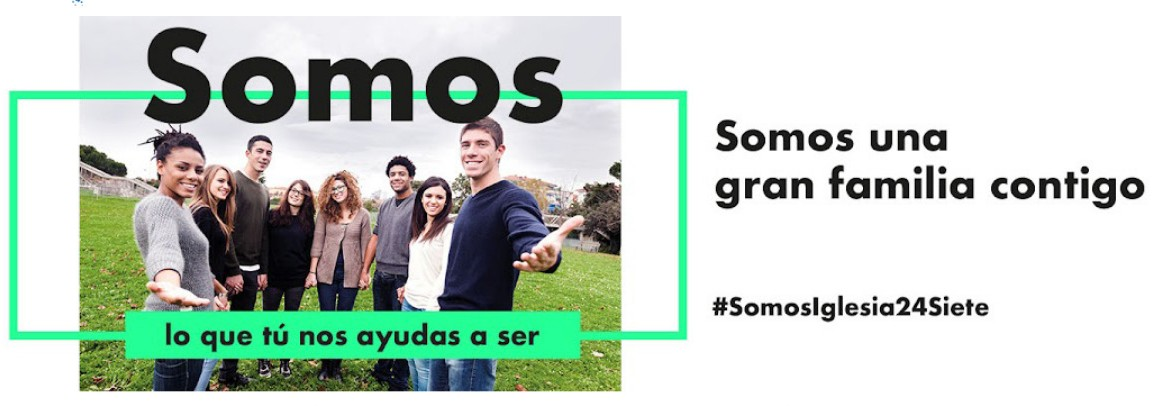 Somos
lo que tú nos ayudas a ser
Somos una
gran familia contigo
#SomosIglesia24Siete